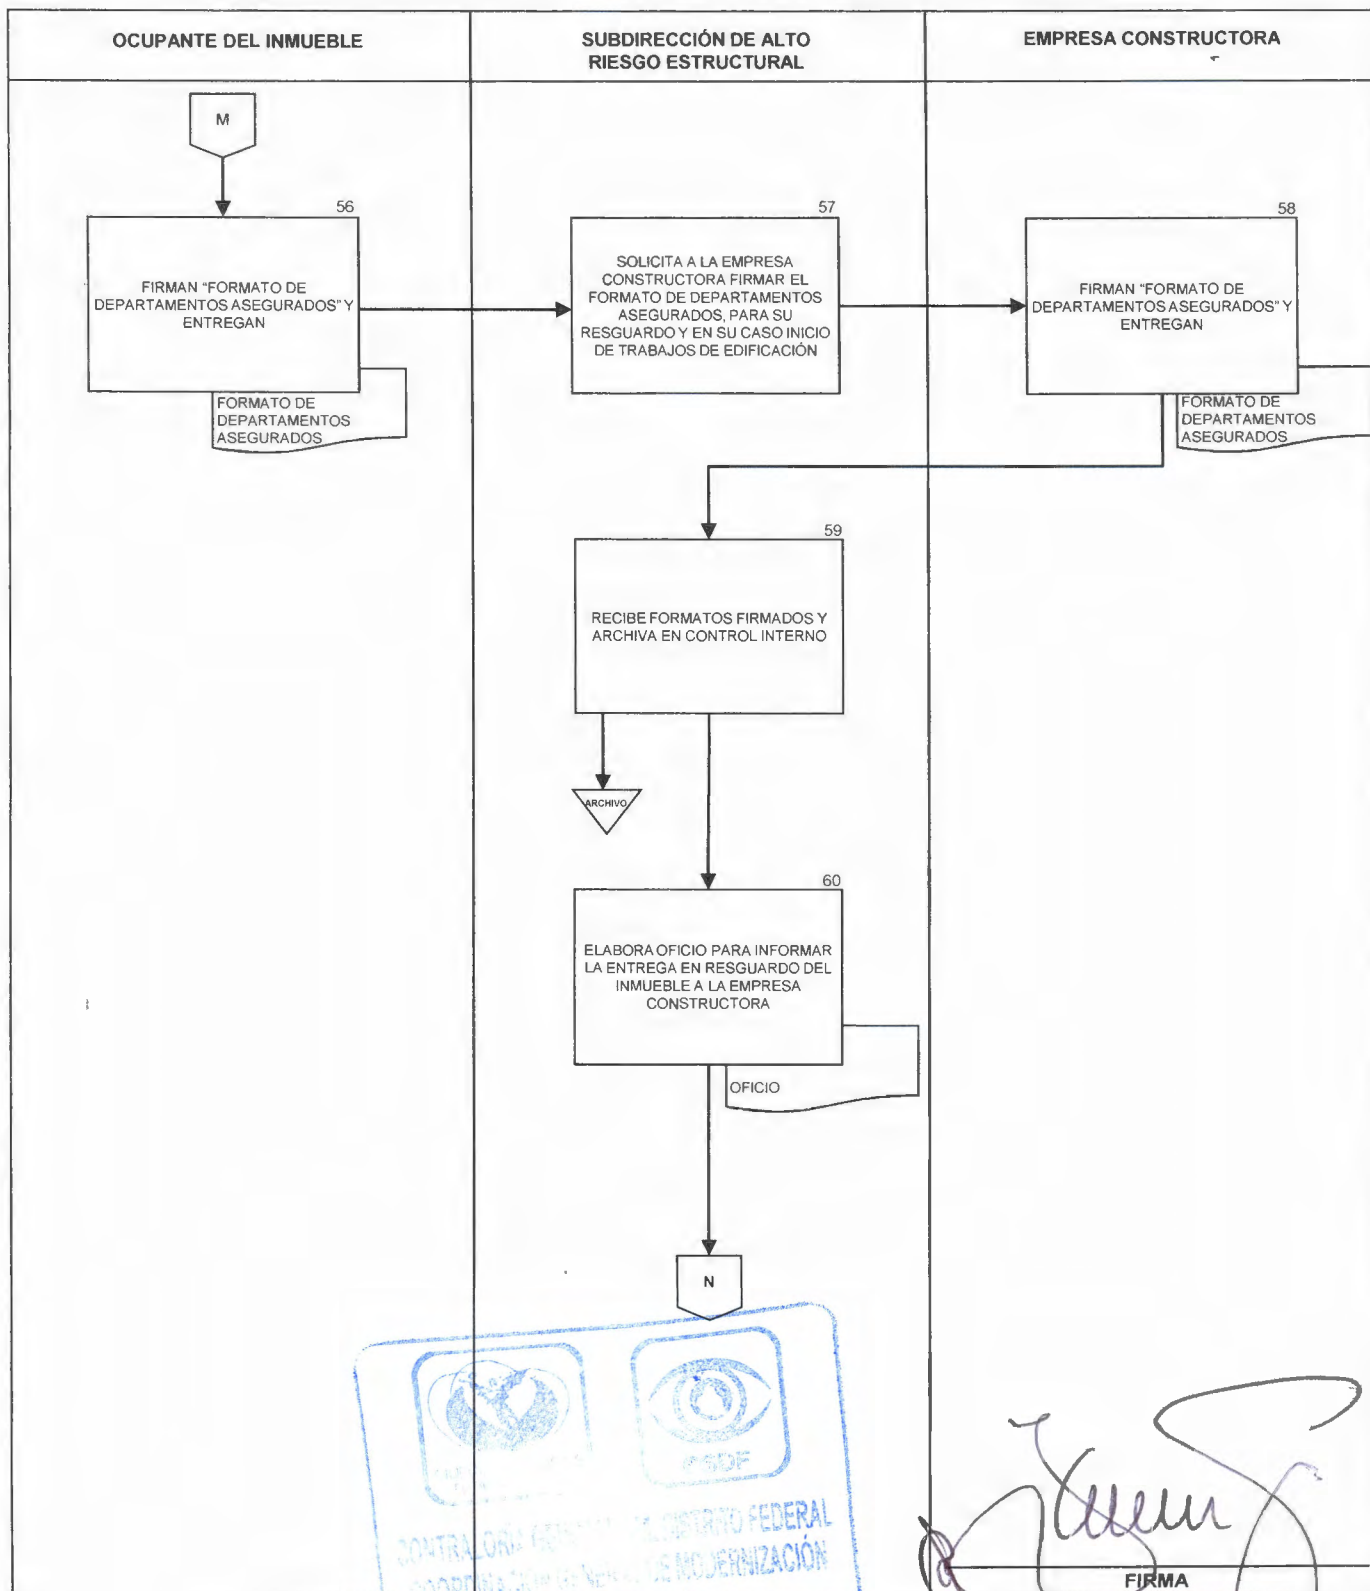 OCUPANTE DEL INMUEBLE
SUBDIRECCIÓN DE ALTO
RIESGO ESTRUCTURAL
EMPRESA CONSTRUCTORA
M
56
FIRMAN "FORMATO DE
DEPARTAMENTOS ASEGURADOS" Y
ENTREGAN
FORMATO DE
DEPARTAMENTOS
ASEGURADOS
57
SOLICITA A LA EMPRESA
CONSTRUCTORA FIRMAR EL
FORMATO DE DEPARTAMENTOS
ASEGURADOS, PARA SU
RESGUARDO Y EN SU CASO INICIO
DE TRABAJOS DE EDIFICACIÓN
58
FIRMAN "FORMATO DE
DEPARTAMENTOS ASEGURADOS" Y
ENTREGAN
FORMATO DE
DEPARTAMENTOS
ASEGURADOS
59
RECIBE FORMATOS FIRMADOS Y
ARCHIVA EN CONTROL INTERNO
ARCHIVO
60
ELABORA OFICIO PARA INFORMAR
LA ENTREGA EN RESGUARDO DEL
INMUEBLE A LA EMPRESA
CONSTRUCTORA
OFICIO
N
CONTRALORÍA DISTRITO FEDERAL
DE MODERNIZACIÓN
FIRMA